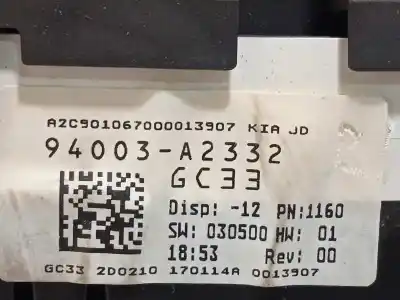 A2C901067000013907 KIA JD
94003-A2332
GC33
Disp: -12 PN:1160
SW: 030500 HW: 01
18:53 Rev: 00
GC33 2D0210 170114A 0013907